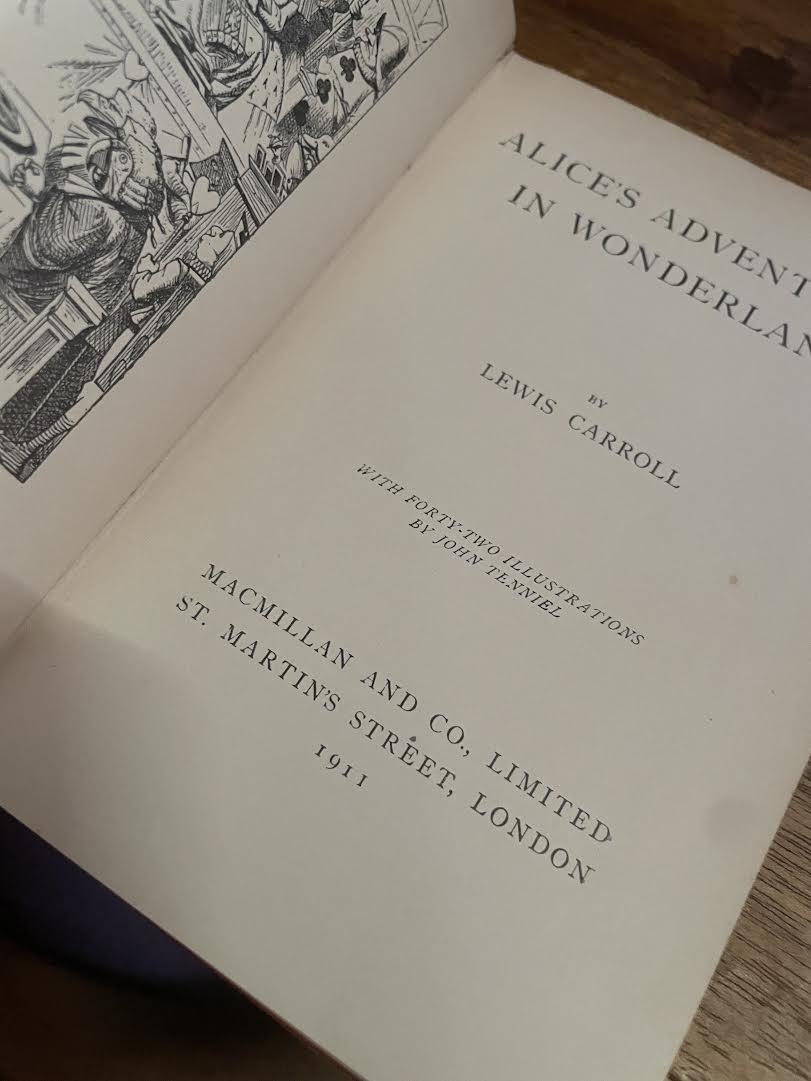 ALICE'S ADVENT
IN WONDERLAN
BY
LEWIS CARROLL
WITH FORTY-TWO ILLUSTRATIONS
BY JOHN TENNIEL
MACMILLAN AND CO., LIMITED
ST. MARTIN'S STREET, LONDON
1911